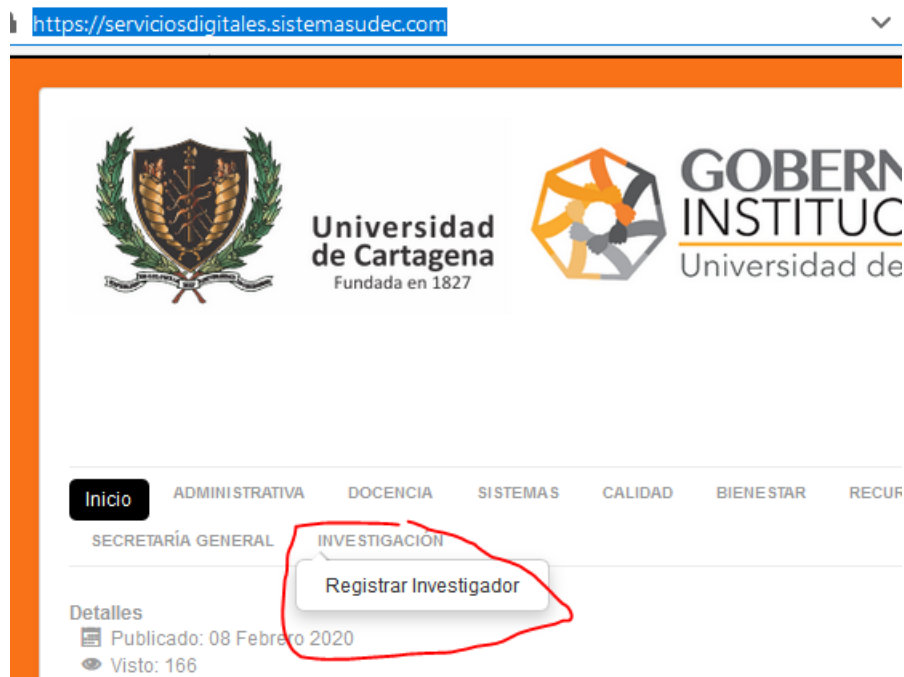 https://serviciosdigitales.sistemasudec.com
Universidad
de Cartagena
Fundada en 1827
GOBERN
INSTITUC
Universidad de
Inicio ADMINISTRATIVA DOCENCIA SISTEMAS CALIDAD BIENESTAR RECUR
SECRETARÍA GENERAL INVESTIGACIÓN
Registrar Investigador
Detalles
Publicado: 08 Febrero 2020
Visto: 166